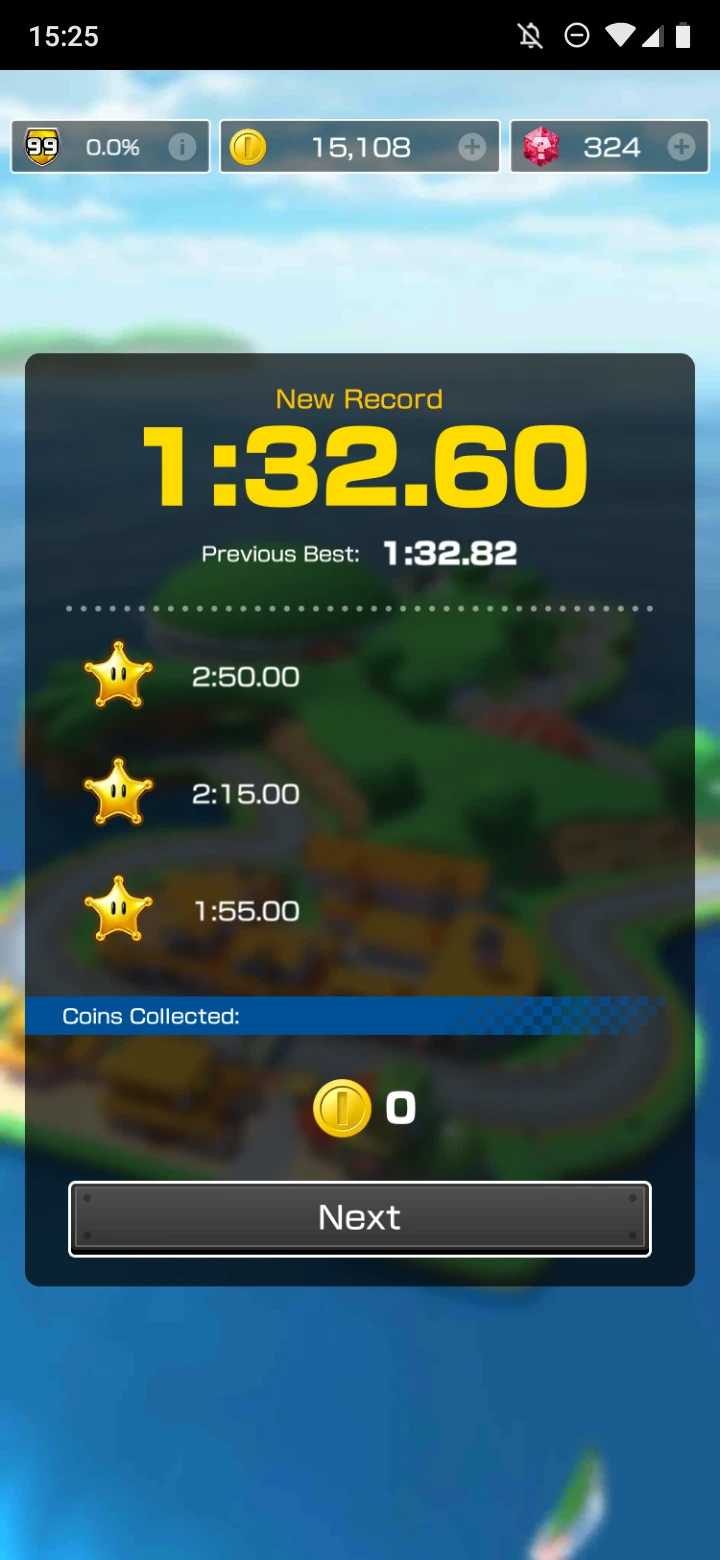 15:25
99 0.0% i 15,108 + ? 324 +
New Record
1:32.60
Previous Best: 1:32.82
2:50.00
2:15.00
1:55.00
Coins Collected:
0
Next